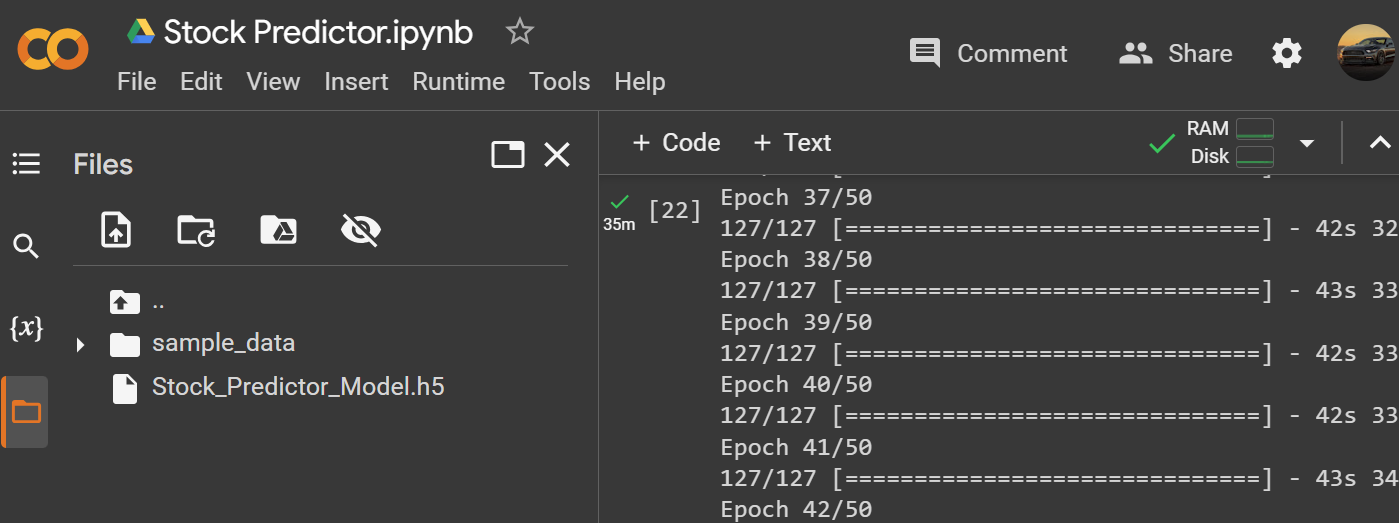 Stock Predictor.ipynb
File Edit View Insert Runtime Tools Help
Comment Share
Files
..
sample_data
Stock_Predictor_Model.h5
{x}
+ Code + Text
RAM
Disk
35m
[22]
Epoch 37/50
127/127 [==============================] - 42s 32
Epoch 38/50
127/127 [==============================] - 43s 33
Epoch 39/50
127/127 [==============================] - 42s 33
Epoch 40/50
127/127 [==============================] - 42s 33
Epoch 41/50
127/127 [==============================] - 43s 34
Epoch 42/50